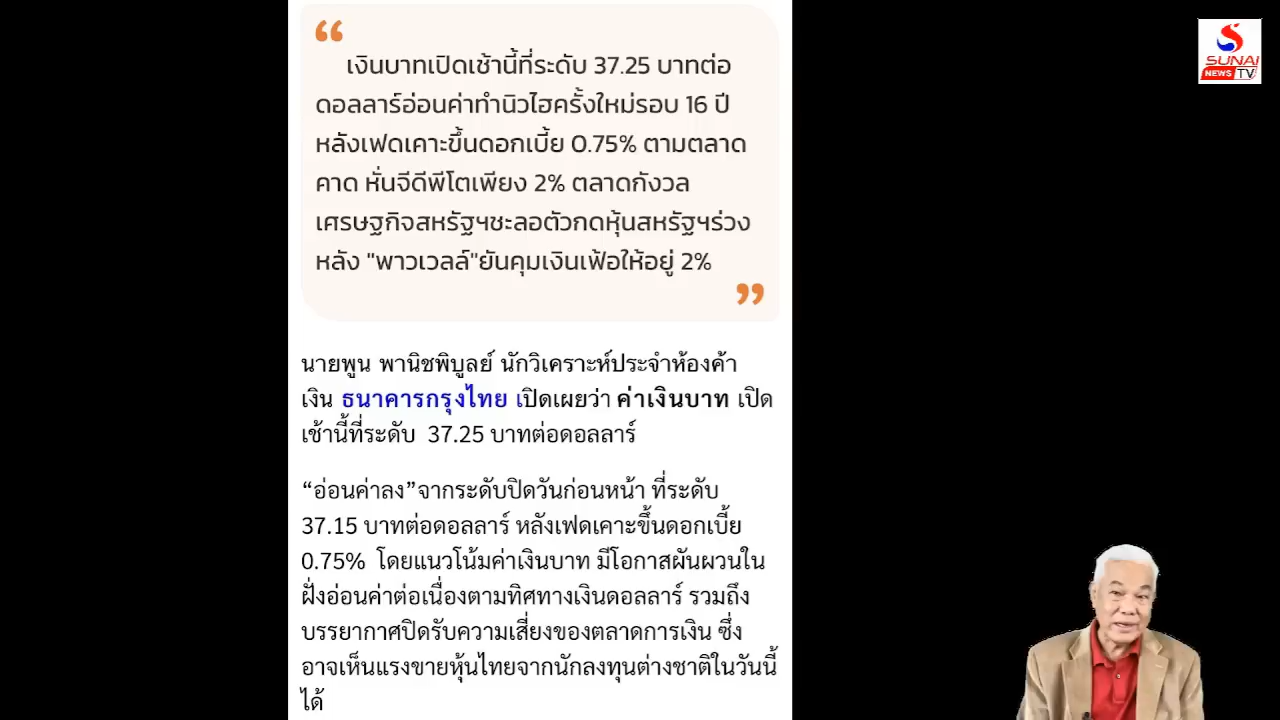 “
เงินบาทเปิดเช้านี้ที่ระดับ 37.25 บาทต่อ
ดอลลาร์อ่อนค่าทำนิวไฮครั้งใหม่รอบ 16 ปี
หลังเฟดเคาะขึ้นดอกเบี้ย 0.75% ตามตลาด
คาด หั่นจีดีพีโตเพียง 2% ตลาดกังวล
เศรษฐกิจสหรัฐฯชะลอตัวกดหุ้นสหรัฐฯร่วง
หลัง "พาวเวลล์"ยันคุมเงินเฟ้อให้อยู่ 2%
”
นายพูน พานิชพิบูลย์ นักวิเคราะห์ประจำห้องค้า
เงิน ธนาคารกรุงไทย เปิดเผยว่า ค่าเงินบาท เปิด
เช้านี้ที่ระดับ 37.25 บาทต่อดอลลาร์
“อ่อนค่าลง”จากระดับปิดวันก่อนหน้า ที่ระดับ
37.15 บาทต่อดอลลาร์ หลังเฟดเคาะขึ้นดอกเบี้ย
0.75% โดยแนวโน้มค่าเงินบาท มีโอกาสผันผวนใน
ฝั่งอ่อนค่าต่อเนื่องตามทิศทางเงินดอลลาร์ รวมถึง
บรรยากาศปิดรับความเสี่ยงของตลาดการเงิน ซึ่ง
อาจเห็นแรงขายหุ้นไทยจากนักลงทุนต่างชาติในวันนี้
ได้
SUNAI
NEWS TV